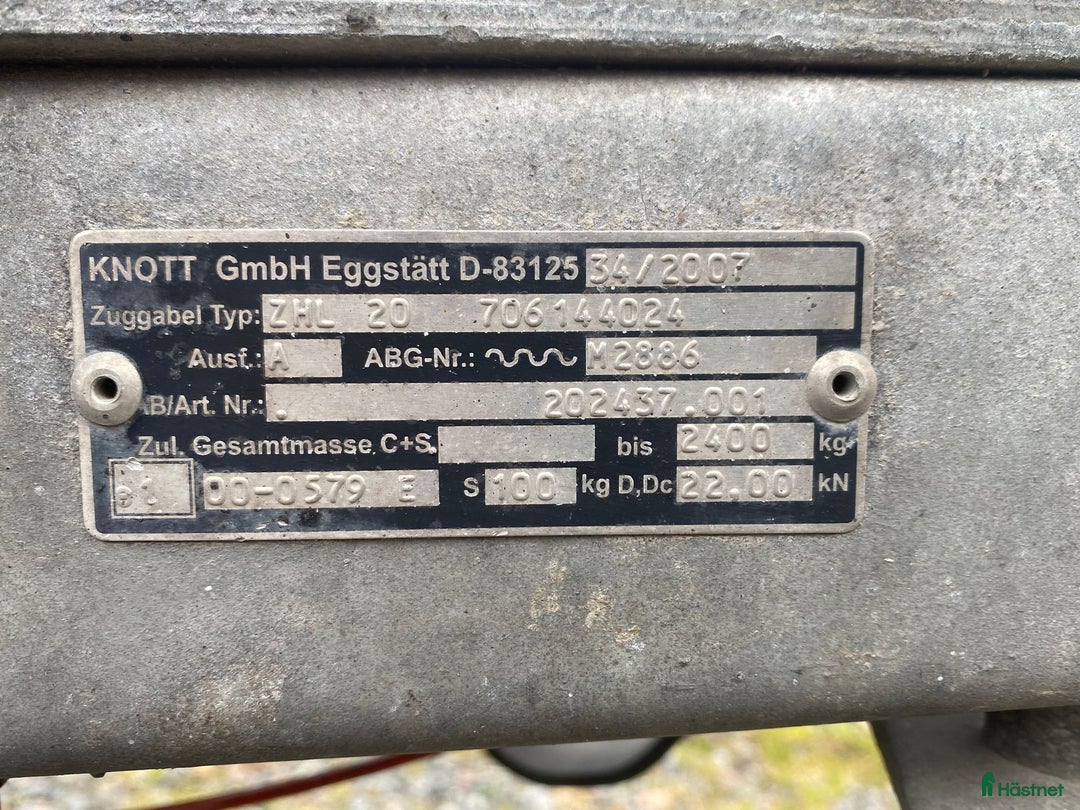 KNOTT GmbH Eggstätt D-83125 34/2007
Zuggabel Typ: ZHL 20 706144024
Ausf.: A ABG-Nr.: M2886
AB/Art. Nr.: . 202437.001
Zul. Gesamtmasse C+S. bis 2400 kg
e1 00-0579 E S 100 kg D,Dc 22.00 kN
Hästnet